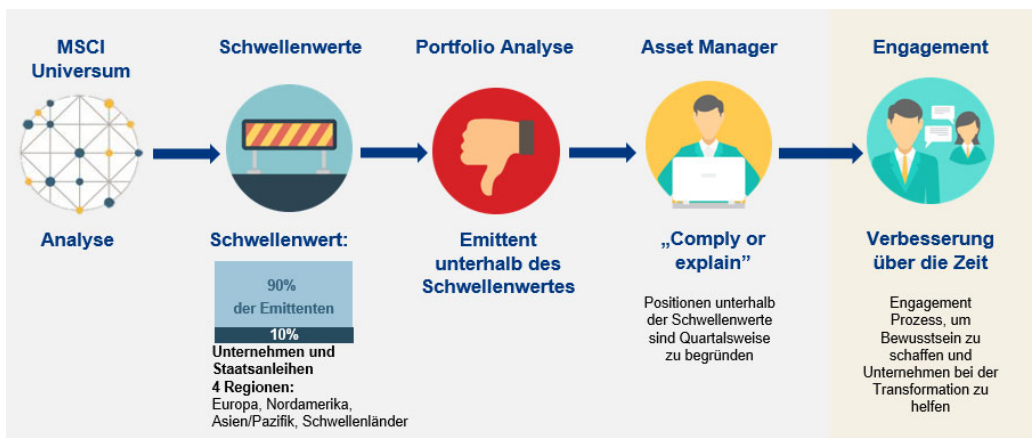 MSCI
Universum
Analyse
Schwellenwerte
Schwellenwert:
90%
der Emittenten
10%
Unternehmen und
Staatsanleihen
4 Regionen:
Europa, Nordamerika,
Asien/Pazifik, Schwellenländer
Portfolio Analyse
Emittent
unterhalb des
Schwellenwertes
Asset Manager
„Comply or
explain”
Positionen unterhalb
der Schwellenwerte
sind Quartalsweise
zu begründen
Engagement
Verbesserung
über die Zeit
Engagement
Prozess, um
Bewusstsein zu
schaffen und
Unternehmen bei der
Transformation zu
helfen